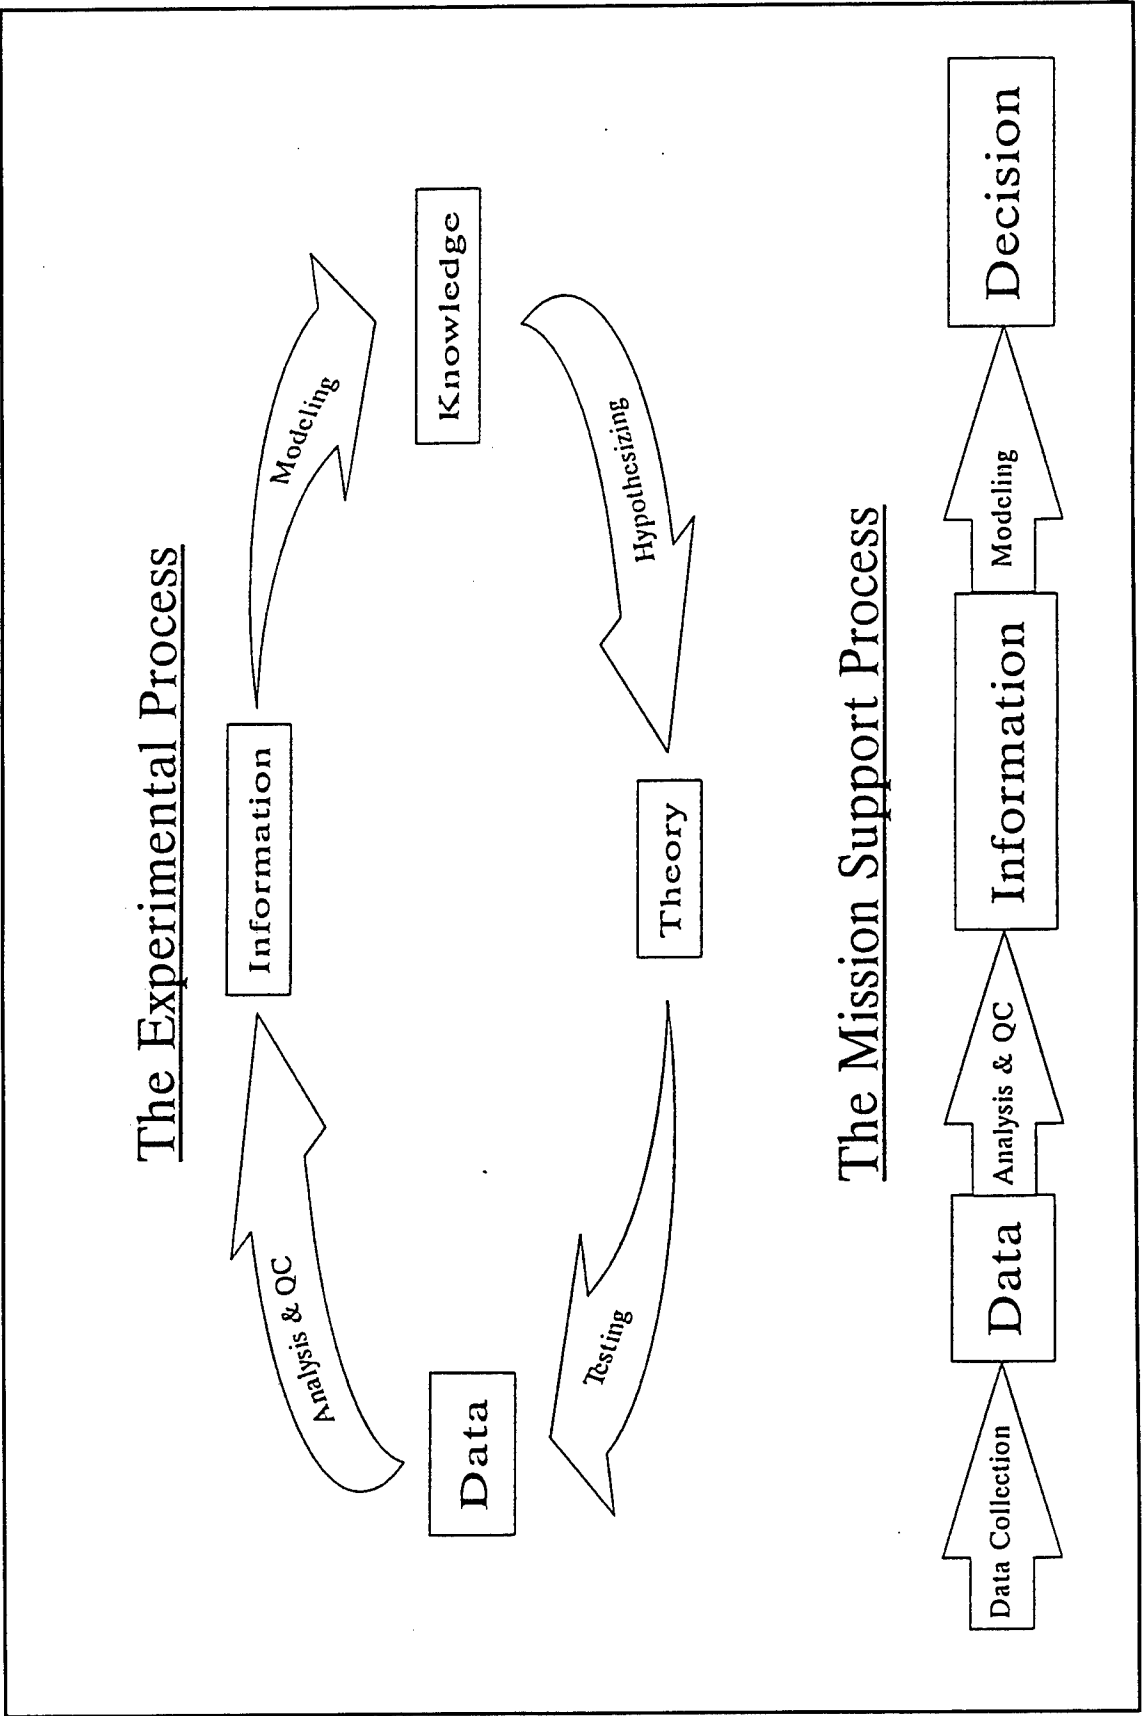 The Experimental Process
Information
Analysis & QC
Modeling
Data
Knowledge
Testing
Hypothesizing
Theory
The Mission Support Process
Data Collection
Data
Analysis & QC
Information
Modeling
Decision